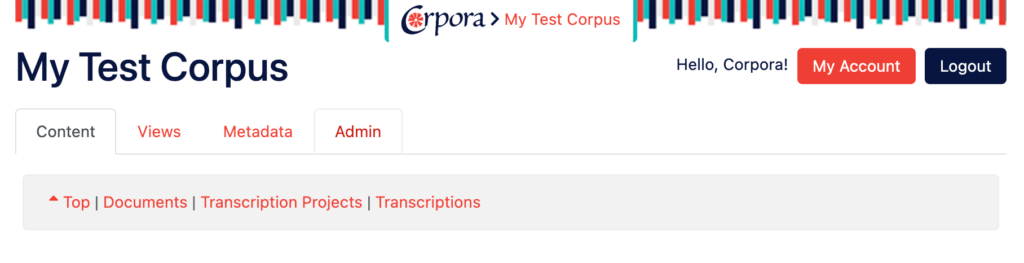 Corpora > My Test Corpus
My Test Corpus
Hello, Corpora! My Account Logout
Content Views Metadata Admin
Top | Documents | Transcription Projects | Transcriptions